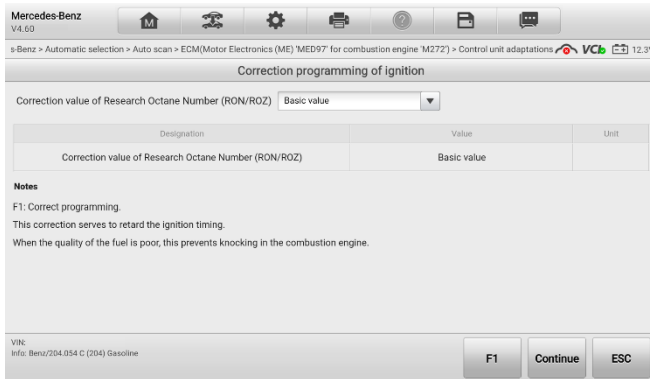 Mercedes-Benz
V4.60
s-Benz > Automatic selection > Auto scan > ECM(Motor Electronics (ME) 'MED97' for combustion engine 'M272') > Control unit adaptations VCI 12.3V
Correction programming of ignition
Correction value of Research Octane Number (RON/ROZ) Basic value
Designation Value Unit
Correction value of Research Octane Number (RON/ROZ) Basic value
Notes
F1: Correct programming.
This correction serves to retard the ignition timing.
When the quality of the fuel is poor, this prevents knocking in the combustion engine.
VIN:
Info: Benz/204.054 C (204) Gasoline
F1 Continue ESC